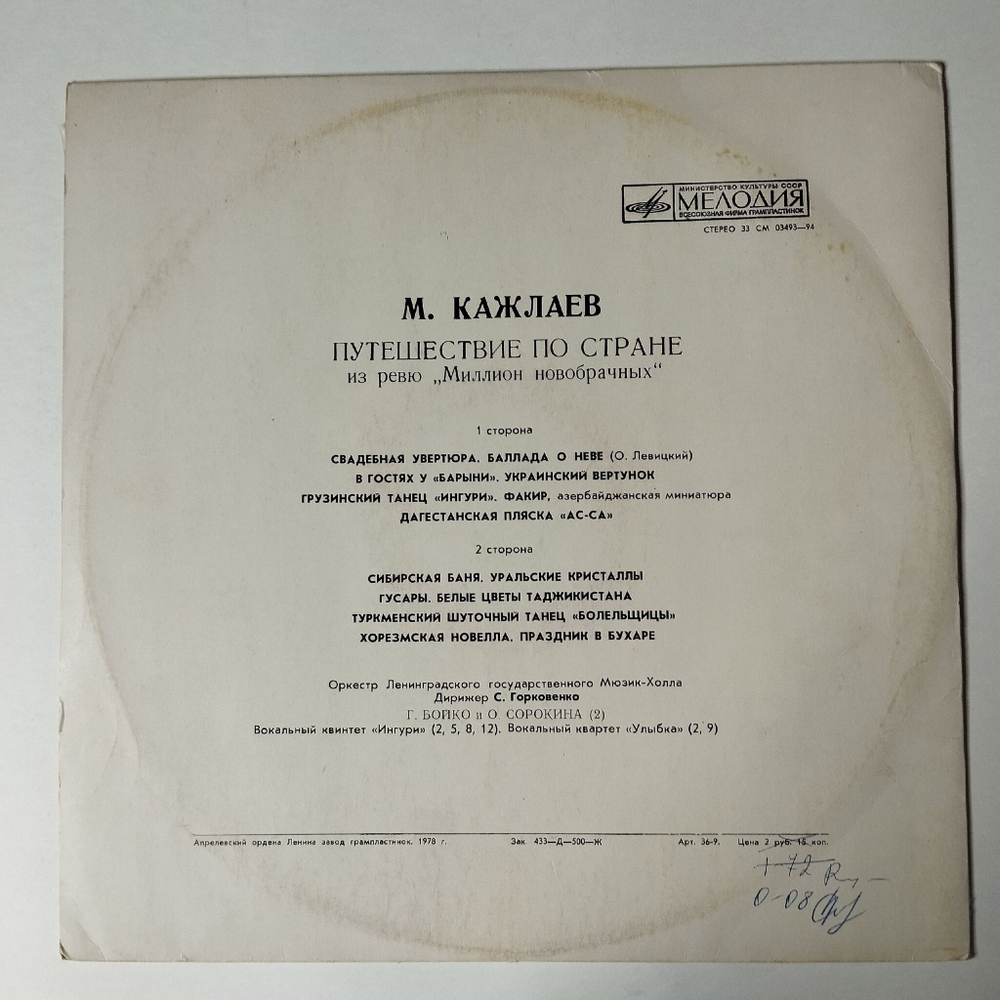 МИНИСТЕРСТВО КУЛЬТУРЫ СССР
МЕЛОДИЯ
ВСЕСОЮЗНАЯ ФИРМА ГРАМПЛАСТИНОК
СТЕРЕО 33 СМ 03493—94
М. КАЖЛАЕВ
ПУТЕШЕСТВИЕ ПО СТРАНЕ
из ревю „Миллион новобрачных“
1 сторона
СВАДЕБНАЯ УВЕРТЮРА. БАЛЛАДА О НЕВЕ (О. Левицкий)
В ГОСТЯХ У «БАРЫНИ». УКРАИНСКИЙ ВЕРТУНОК
ГРУЗИНСКИЙ ТАНЕЦ «ИНГУРИ». ФАКИР, азербайджанская миниатюра
ДАГЕСТАНСКАЯ ПЛЯСКА «АС-СА»
2 сторона
СИБИРСКАЯ БАНЯ. УРАЛЬСКИЕ КРИСТАЛЛЫ
ГУСАРЫ. БЕЛЫЕ ЦВЕТЫ ТАДЖИКИСТАНА
ТУРКМЕНСКИЙ ШУТОЧНЫЙ ТАНЕЦ «БОЛЕЛЬЩИЦЫ»
ХОРЕЗМСКАЯ НОВЕЛЛА. ПРАЗДНИК В БУХАРЕ
Оркестр Ленинградского государственного Мюзик-Холла
Дирижер С. Горковенко
Г. БОЙКО и О. СОРОКИНА (2)
Вокальный квинтет «Ингури» (2, 5, 8, 12). Вокальный квартет «Улыбка» (2, 9)
Апрелевский ордена Ленина завод грампластинок. 1978 г. Зак. 433—Д—500—Ж Арт. 36-9. Цена 2 руб. 15 коп.
0-08